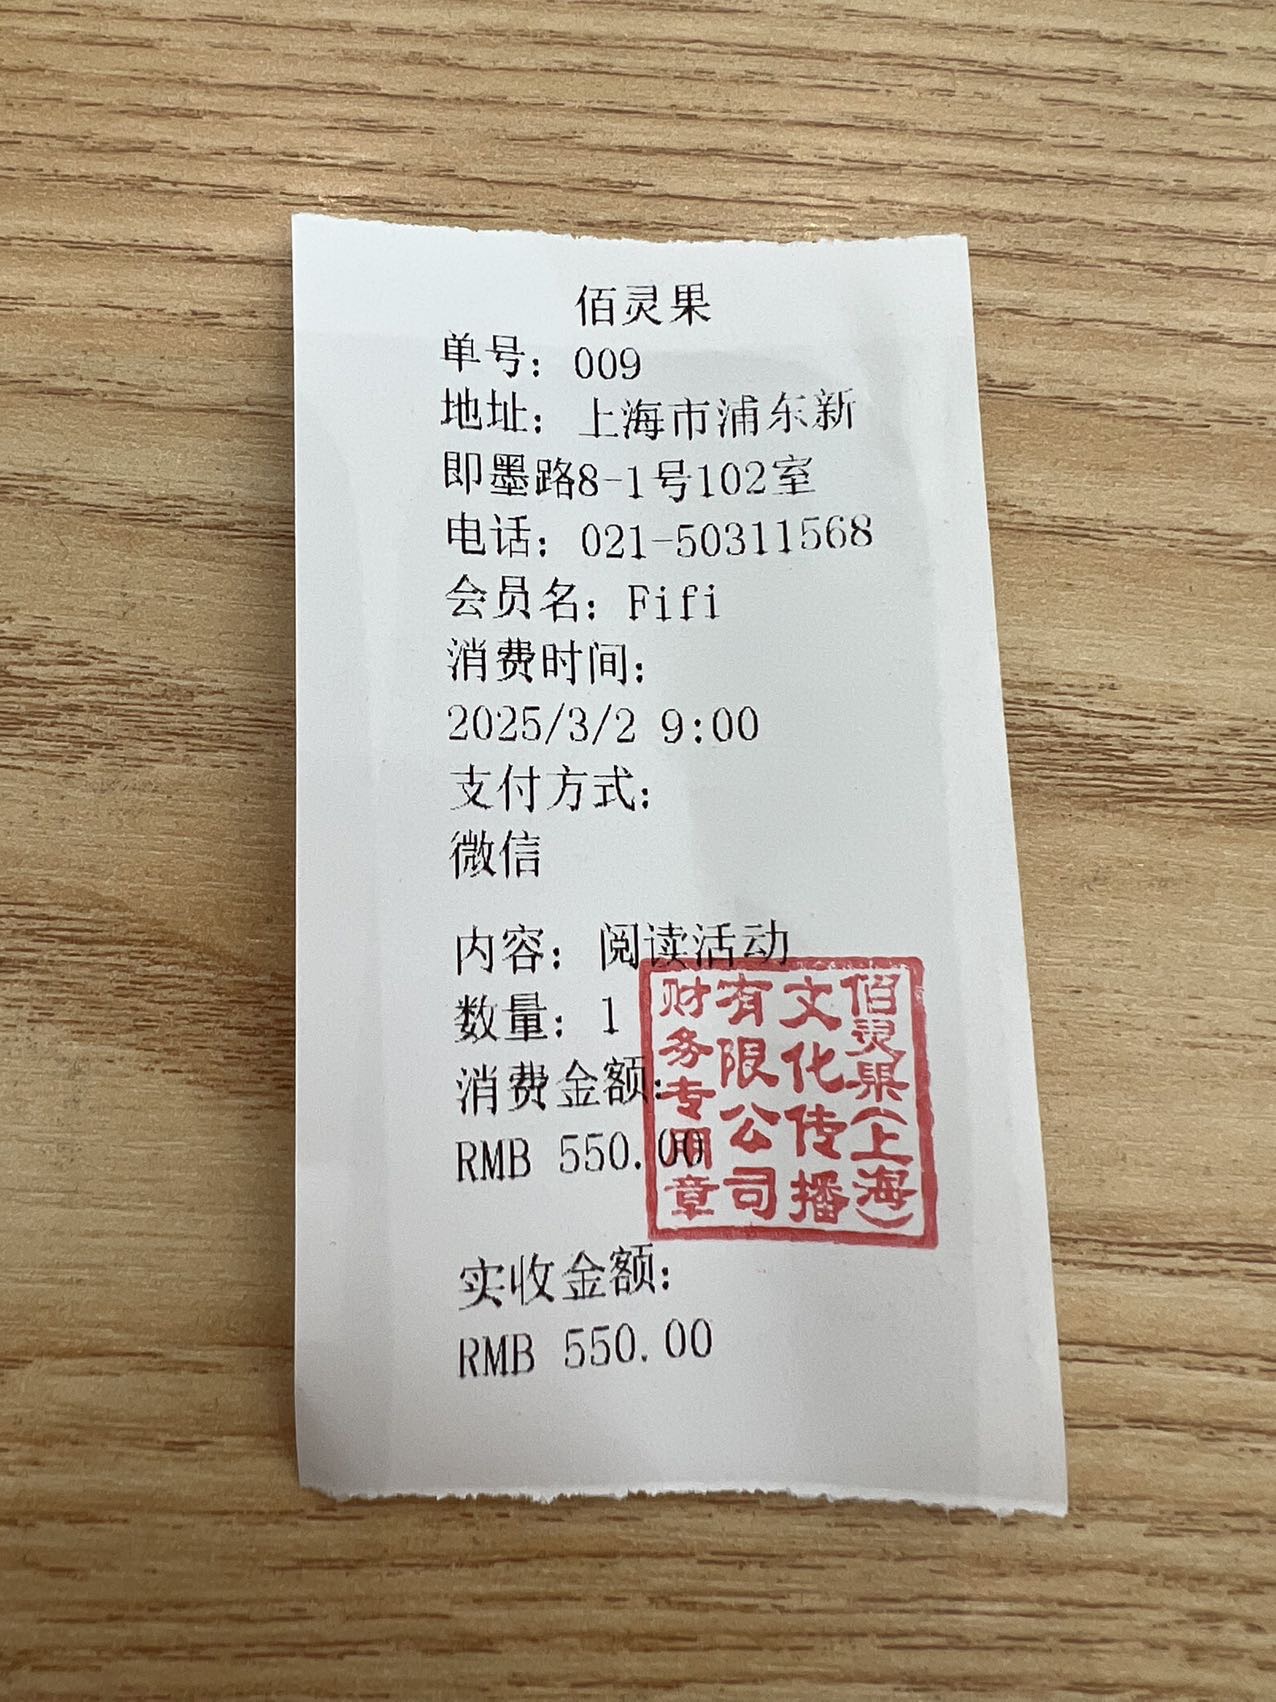 佰灵果
单号：009
地址：上海市浦东新
即墨路8-1号102室
电话：021-50311568
会员名：Fifi
消费时间：
2025/3/2 9:00
支付方式：
微信
内容：阅读活动
数量：1
消费金额：
RMB 550.00
实收金额：
RMB 550.00
佰灵果（上海）
文化传播
有限公司
财务专用章